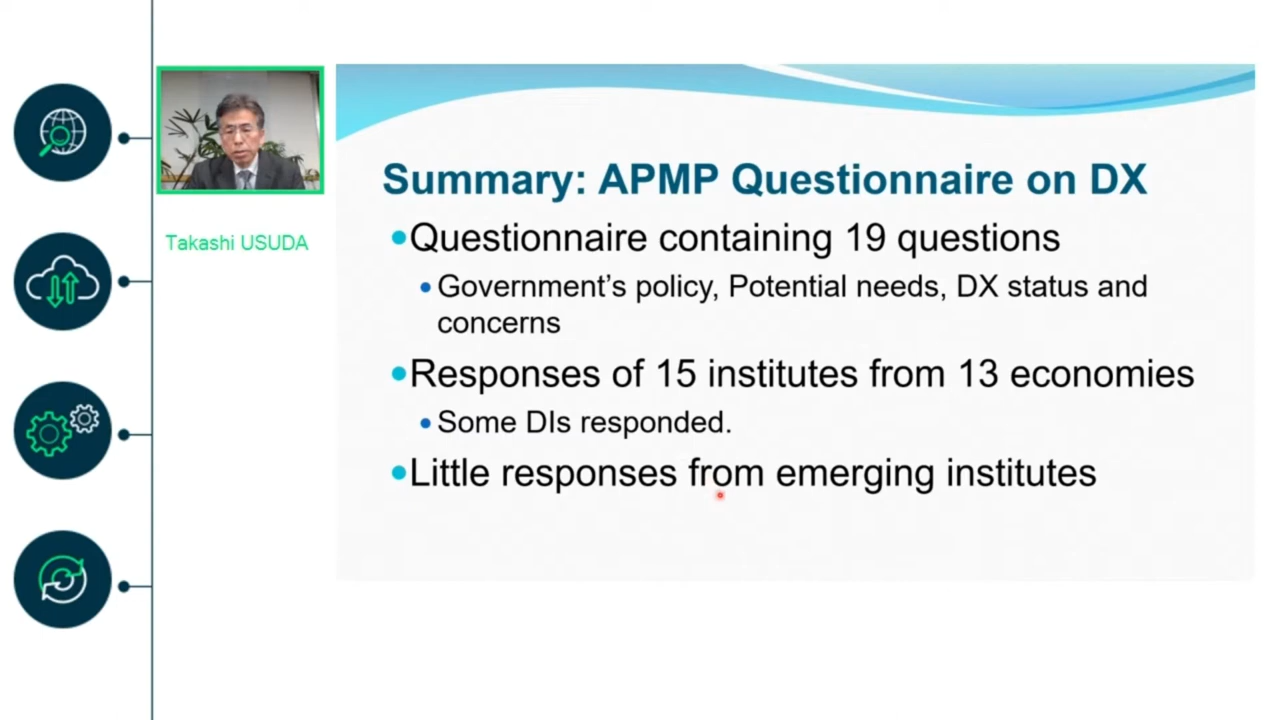 Summary: APMP Questionnaire on DX
Questionnaire containing 19 questions
Government's policy, Potential needs, DX status and
concerns
Responses of 15 institutes from 13 economies
Some DIs responded.
Little responses from emerging institutes
Takashi USUDA